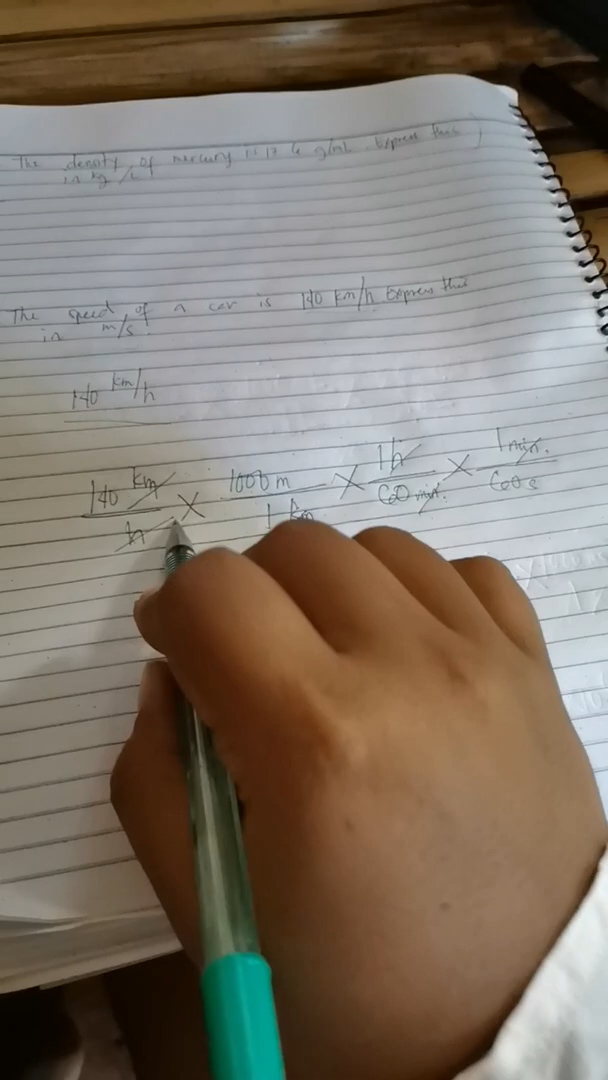 The density of mercury is 13.6 g/mL. Express this
in kg/L
The speed of a car is 140 km/h Express this
in m/s.
140 km/h
140 km/h × 1000 m/1 km × 1h/60 min. × 1 min./60 s